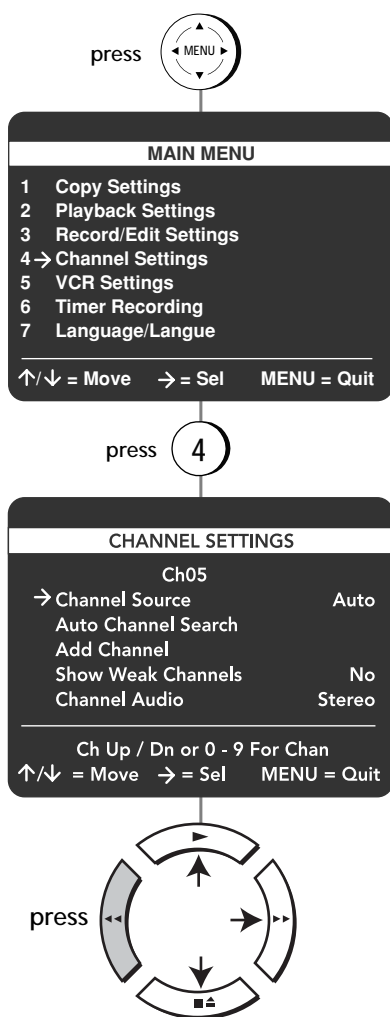 press MENU
MAIN MENU
1 Copy Settings
2 Playback Settings
3 Record/Edit Settings
4→Channel Settings
5 VCR Settings
6 Timer Recording
7 Language/Langue
↑/↓ = Move → = Sel MENU = Quit
press 4
CHANNEL SETTINGS
Ch05
→Channel Source Auto
Auto Channel Search
Add Channel
Show Weak Channels No
Channel Audio Stereo
Ch Up / Dn or 0 - 9 For Chan
↑/↓ = Move → = Sel MENU = Quit
press